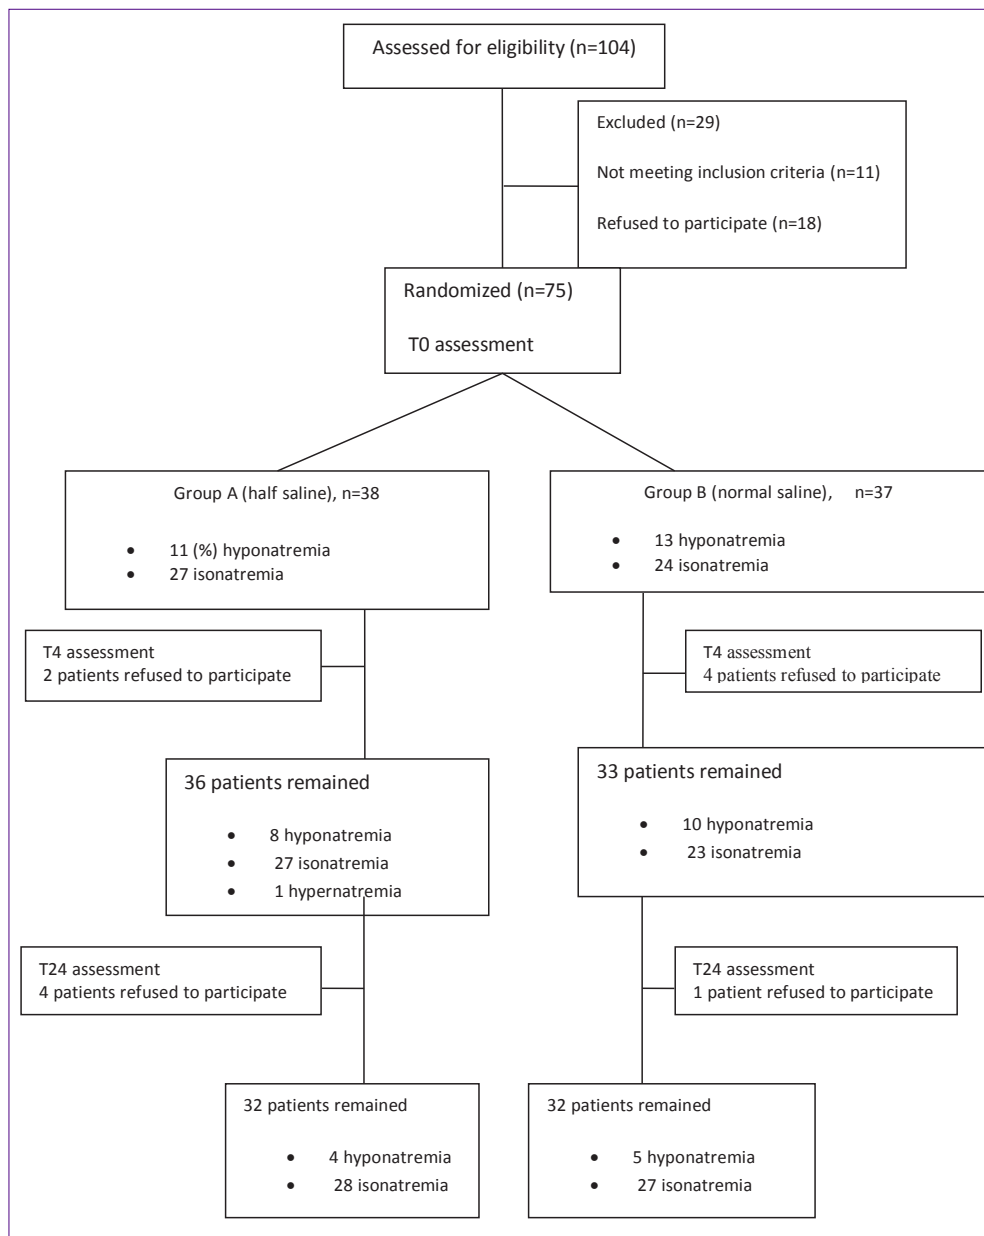 Assessed for eligibility (n=104)
Excluded (n=29)
Not meeting inclusion criteria (n=11)
Refused to participate (n=18)
Randomized (n=75)
T0 assessment
Group A (half saline), n=38
• 11 (%) hyponatremia
• 27 isonatremia
Group B (normal saline), n=37
• 13 hyponatremia
• 24 isonatremia
T4 assessment
2 patients refused to participate
T4 assessment
4 patients refused to participate
36 patients remained
• 8 hyponatremia
• 27 isonatremia
• 1 hypernatremia
33 patients remained
• 10 hyponatremia
• 23 isonatremia
T24 assessment
4 patients refused to participate
T24 assessment
1 patient refused to participate
32 patients remained
• 4 hyponatremia
• 28 isonatremia
32 patients remained
• 5 hyponatremia
• 27 isonatremia